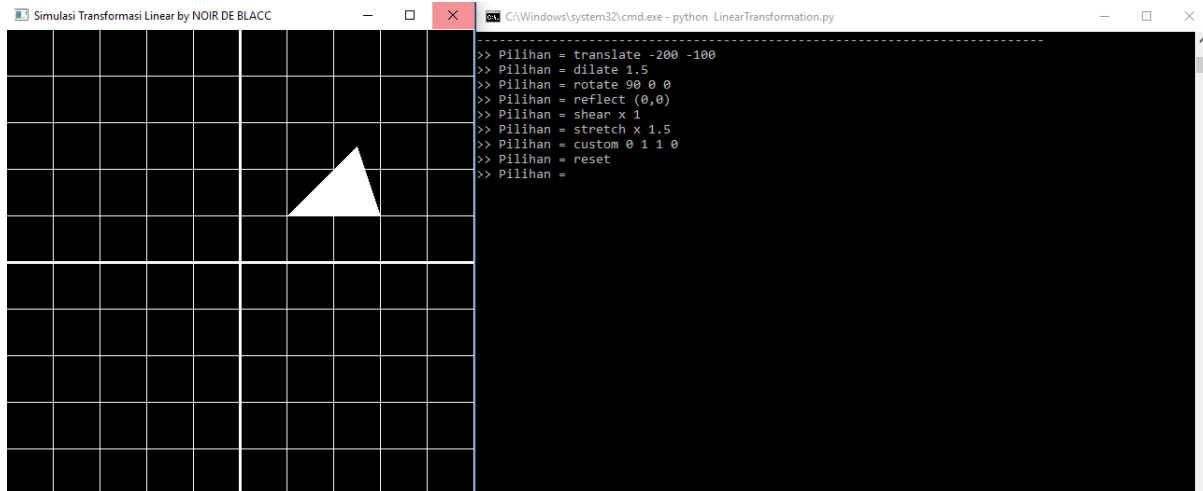 Simulasi Transformasi Linear by NOIR DE BLACC
C:\Windows\system32\cmd.exe - python LinearTransformation.py
----------------------------------------------------------------------------
>> Pilihan = translate -200 -100
>> Pilihan = dilate 1.5
>> Pilihan = rotate 90 0 0
>> Pilihan = reflect (0,0)
>> Pilihan = shear x 1
>> Pilihan = stretch x 1.5
>> Pilihan = custom 0 1 1 0
>> Pilihan = reset
>> Pilihan =